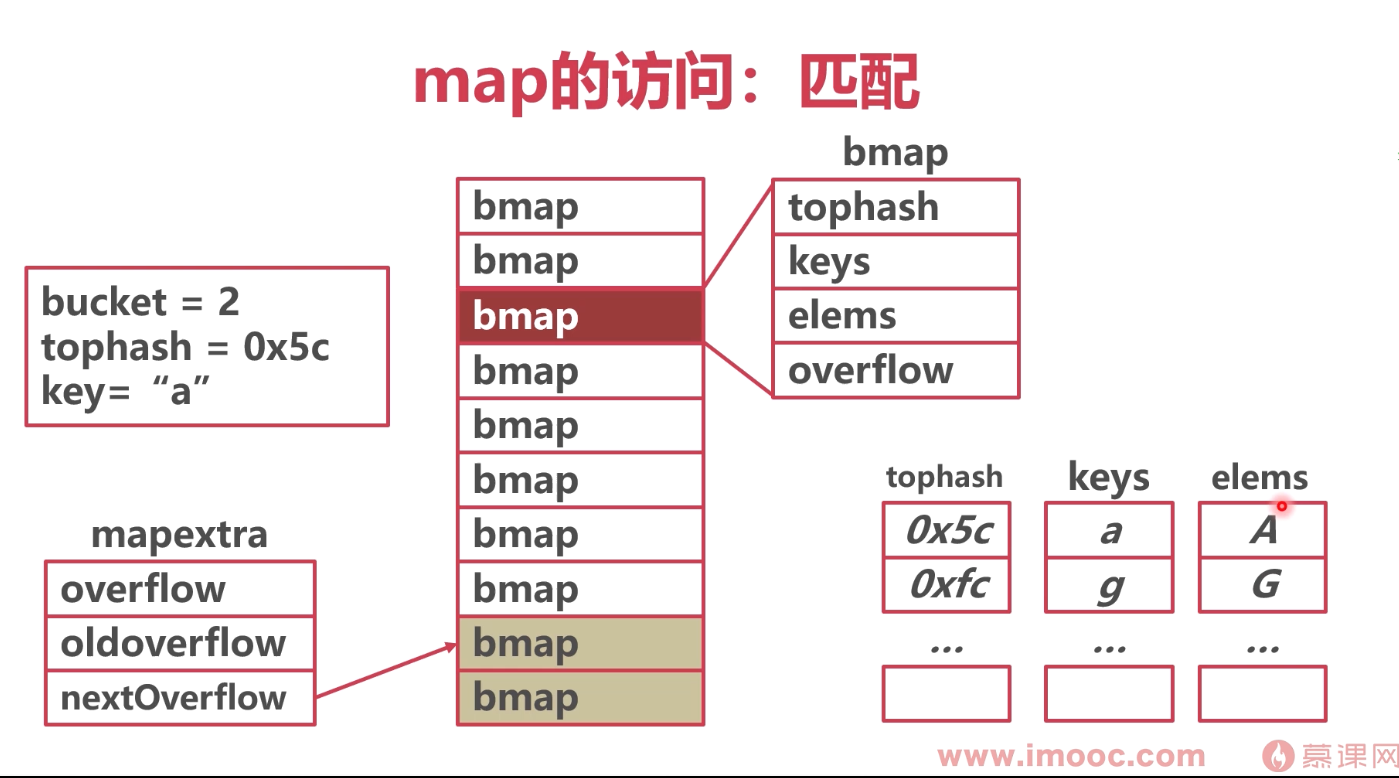 map的访问：匹配
bucket = 2
tophash = 0x5c
key= “a”
mapextra
overflow
oldoverflow
nextOverflow
bmap
bmap
bmap
bmap
bmap
bmap
bmap
bmap
bmap
bmap
bmap
tophash
keys
elems
overflow
tophash keys elems
0x5c a A
0xfc g G
... ... ...
www.imooc.com 慕课网